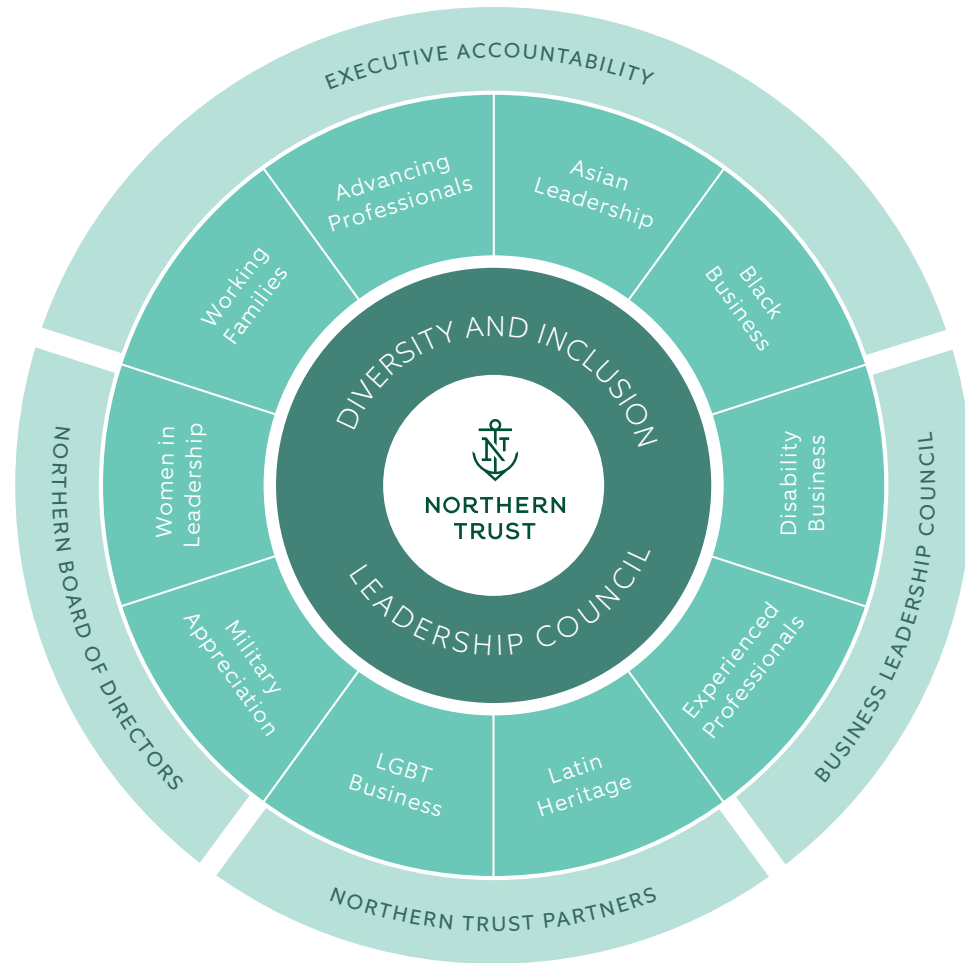 EXECUTIVE ACCOUNTABILITY
Advancing
Professionals
Asian
Leadership
Working
Families
Black
Business
DIVERSITY AND INCLUSION
Women in
Leadership
NT
NORTHERN
TRUST
Disability
Business
NORTHERN BOARD OF DIRECTORS
BUSINESS LEADERSHIP COUNCIL
LEADERSHIP COUNCIL
Military
Appreciation
Experienced
Professionals
LGBT
Business
Latin
Heritage
NORTHERN TRUST PARTNERS